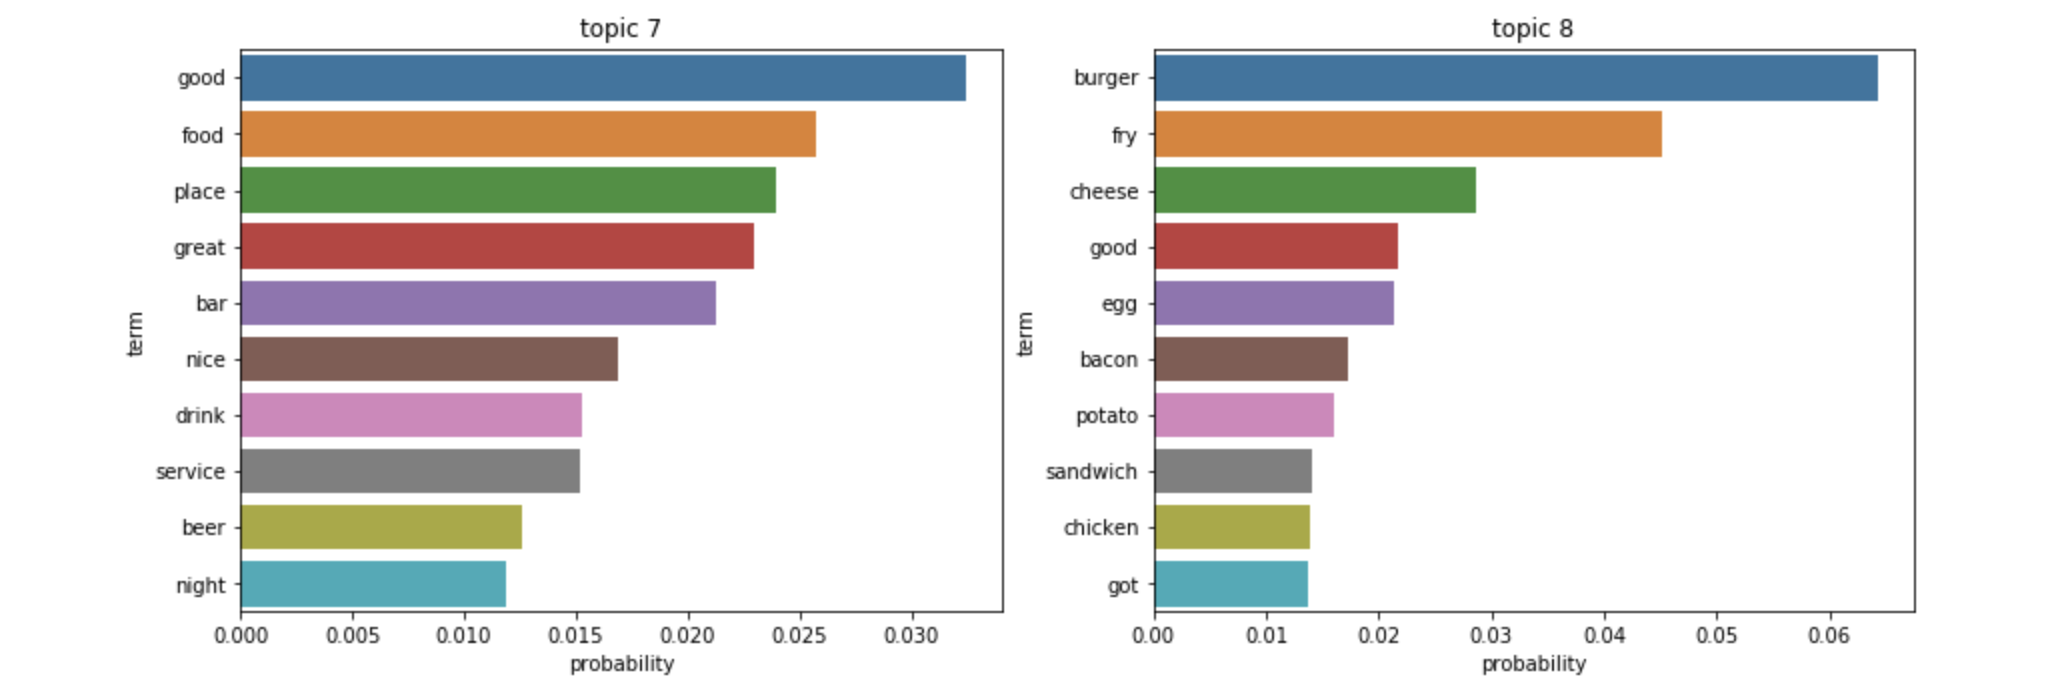 topic 7
good
food
place
great
bar
nice
drink
service
beer
night
term
0.000 0.005 0.010 0.015 0.020 0.025 0.030
probability
topic 8
burger
fry
cheese
good
egg
bacon
potato
sandwich
chicken
got
term
0.00 0.01 0.02 0.03 0.04 0.05 0.06
probability